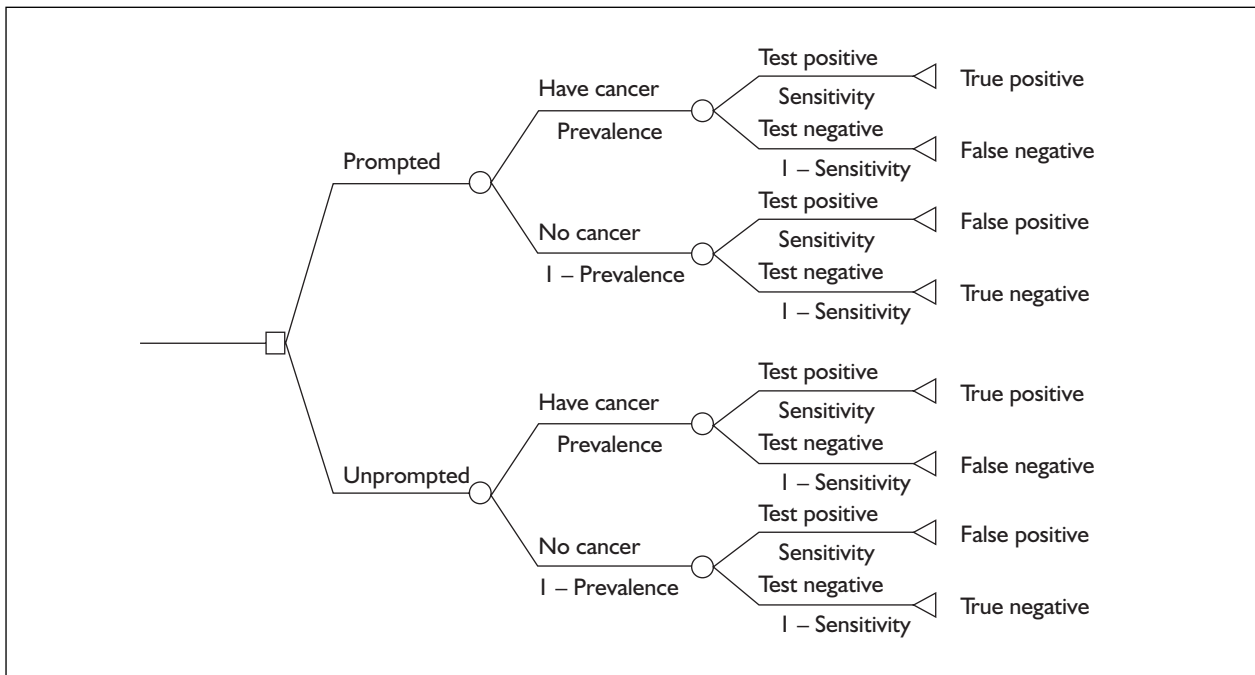 Test positive
True positive
Have cancer
Sensitivity
Prevalence
Test negative
False negative
1 – Sensitivity
Prompted
Test positive
False positive
No cancer
Sensitivity
1 – Prevalence
Test negative
True negative
1 – Sensitivity
Test positive
True positive
Have cancer
Sensitivity
Prevalence
Test negative
False negative
1 – Sensitivity
Unprompted
Test positive
False positive
No cancer
Sensitivity
1 – Prevalence
Test negative
True negative
1 – Sensitivity